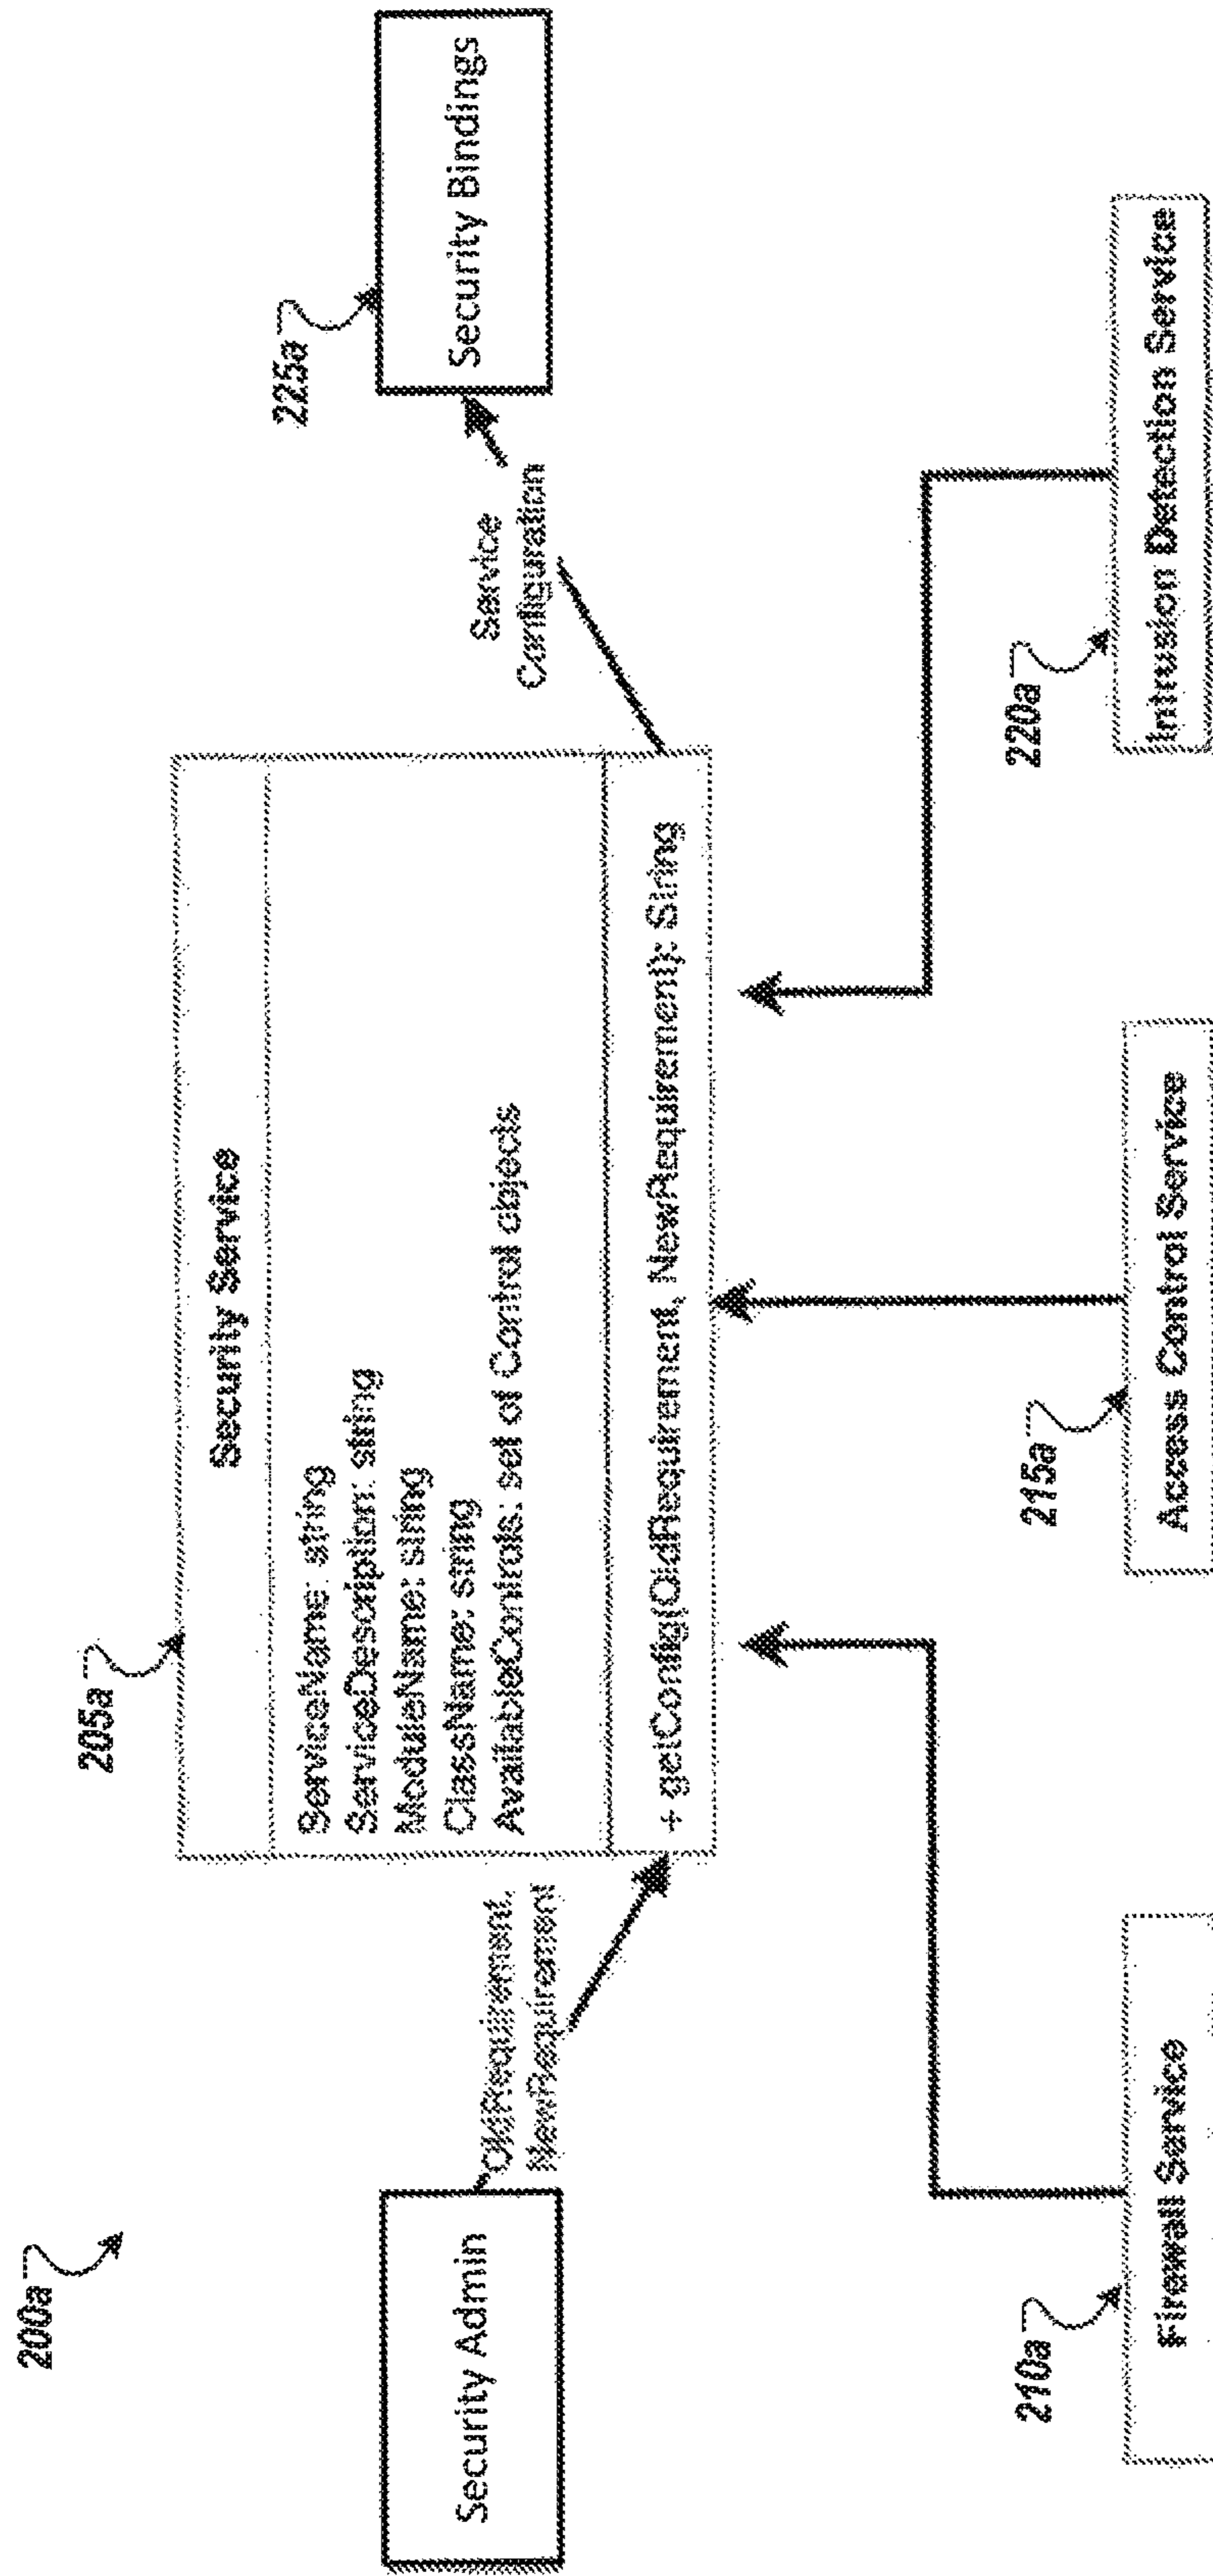 200a
205a
Security Service
ServiceName: string
ServiceDescription: string
ModuleName: string
ClassName: string
AvailableControls: set of Control objects
+ getConfig(OldRequirement, NewRequirement): String
Security Admin
OldRequirement,
NewRequirement
Service
Configuration
225a
Security Bindings
210a
Firewall Service
215a
Access Control Service
220a
Intrusion Detection Service